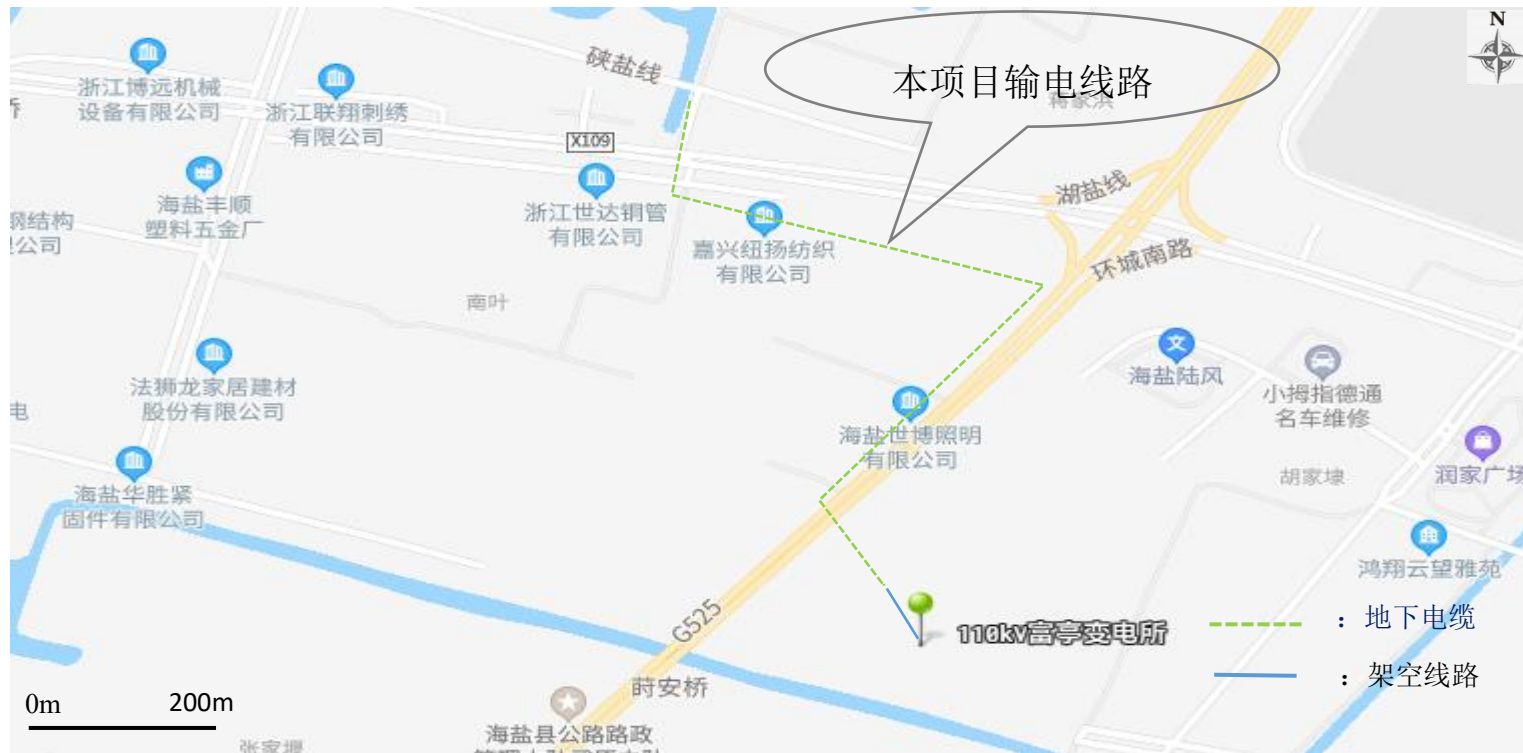 N
硖盐线
本项目输电线路
蒋家浜
浙江博远机械
设备有限公司
浙江联翔刺绣
有限公司
X109
湖盐线
海盐丰顺
塑料五金厂
浙江世达铜管
有限公司
钢结构
公司
嘉兴纽扬纺织
有限公司
环城南路
南叶
海盐陆风
法狮龙家居建材
股份有限公司
小拇指德通
名车维修
电
海盐世博照明
有限公司
润家广场
胡家埭
海盐华胜紧
固件有限公司
鸿翔云望雅苑
G525
110kV富亭变电所
：地下电缆
：架空线路
莳安桥
0m
200m
海盐县公路路政
张家堰